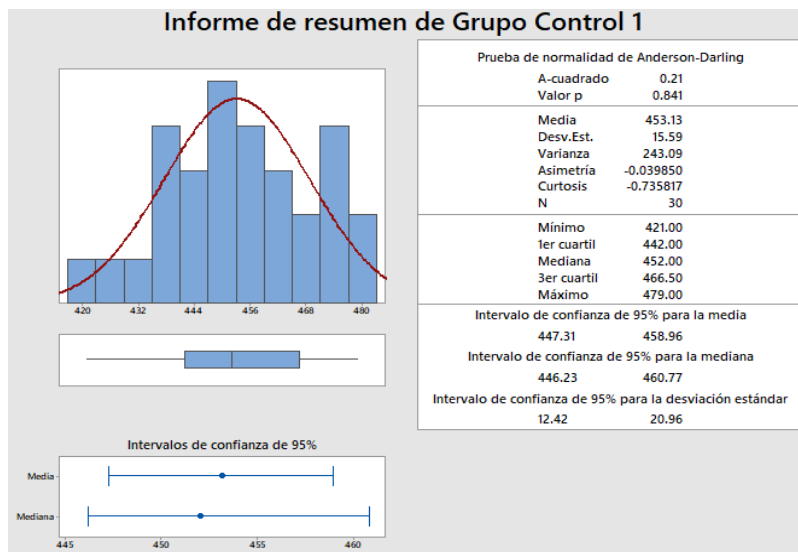 Informe de resumen de Grupo Control 1
420 432 444 456 468 480
Intervalos de confianza de 95%
Media
Mediana
445 450 455 460
Prueba de normalidad de Anderson-Darling
A-cuadrado 0.21
Valor p 0.841
Media 453.13
Desv.Est. 15.59
Varianza 243.09
Asimetría -0.039850
Curtosis -0.735817
N 30
Mínimo 421.00
1er cuartil 442.00
Mediana 452.00
3er cuartil 466.50
Máximo 479.00
Intervalo de confianza de 95% para la media
447.31 458.96
Intervalo de confianza de 95% para la mediana
446.23 460.77
Intervalo de confianza de 95% para la desviación estándar
12.42 20.96